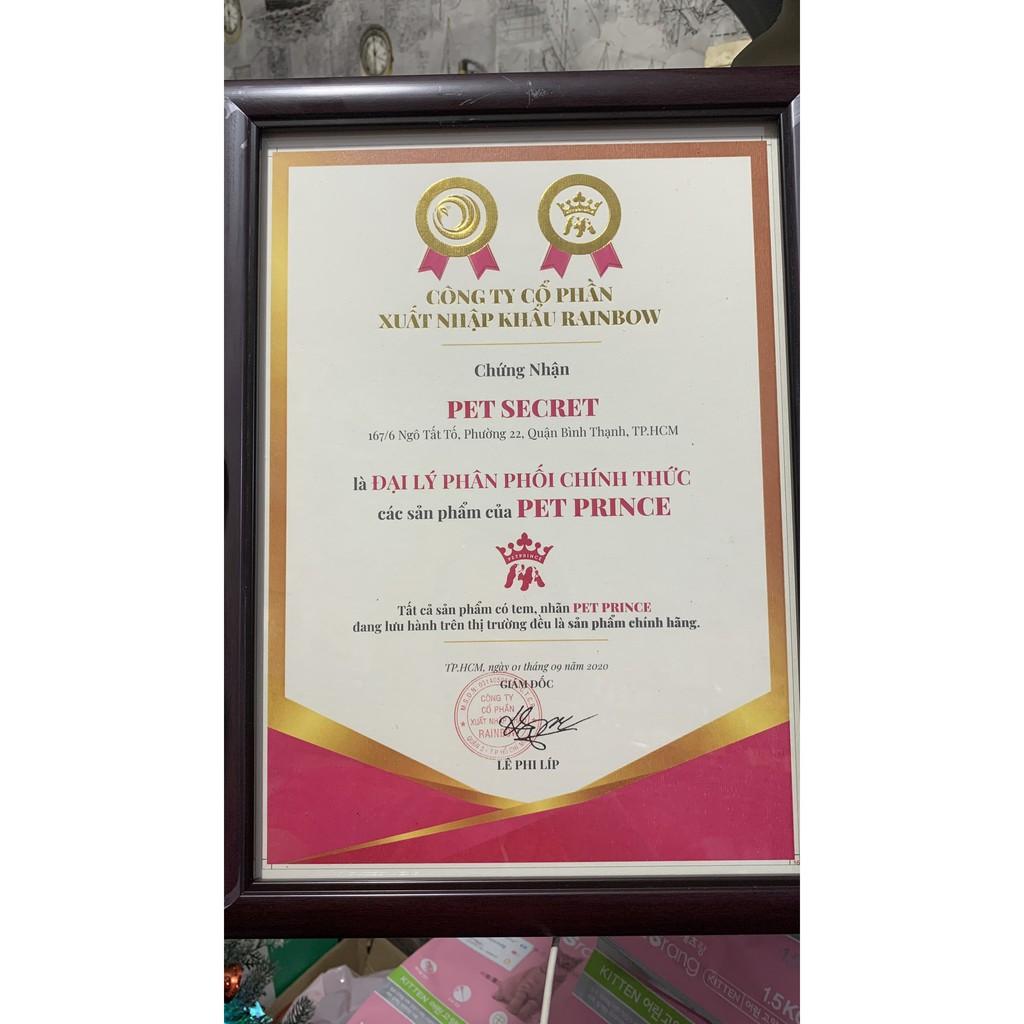 CÔNG TY CỔ PHẦN
XUẤT NHẬP KHẨU RAINBOW
Chứng Nhận
PET SECRET
167/6 Ngô Tất Tố, Phường 22, Quận Bình Thạnh, TP.HCM
là ĐẠI LÝ PHÂN PHỐI CHÍNH THỨC
các sản phẩm của PET PRINCE
PETPRINCE
Tất cả sản phẩm có tem, nhãn PET PRINCE
đang lưu hành trên thị trường đều là sản phẩm chính hãng.
TP.HCM, ngày 01 tháng 09 năm 2020
GIÁM ĐỐC
CÔNG TY
CỔ PHẦN
XUẤT NHẬP
LÊ PHI LÍP
rang
KITTEN
KITTEN
1.5K